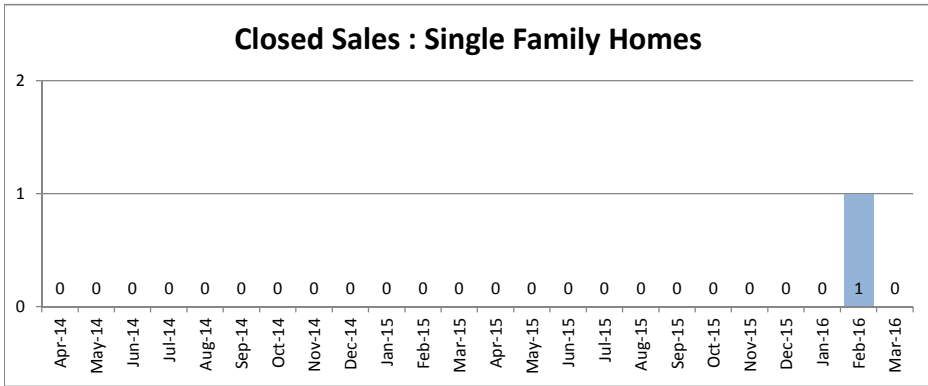 Closed Sales : Single Family Homes
2
1
0
0 0 0 0 0 0 0 0 0 0 0 0 0 0 0 0 0 0 0 0 0 0 1 0
Apr-14 May-14 Jun-14 Jul-14 Aug-14 Sep-14 Oct-14 Nov-14 Dec-14 Jan-15 Feb-15 Mar-15 Apr-15 May-15 Jun-15 Jul-15 Aug-15 Sep-15 Oct-15 Nov-15 Dec-15 Jan-16 Feb-16 Mar-16